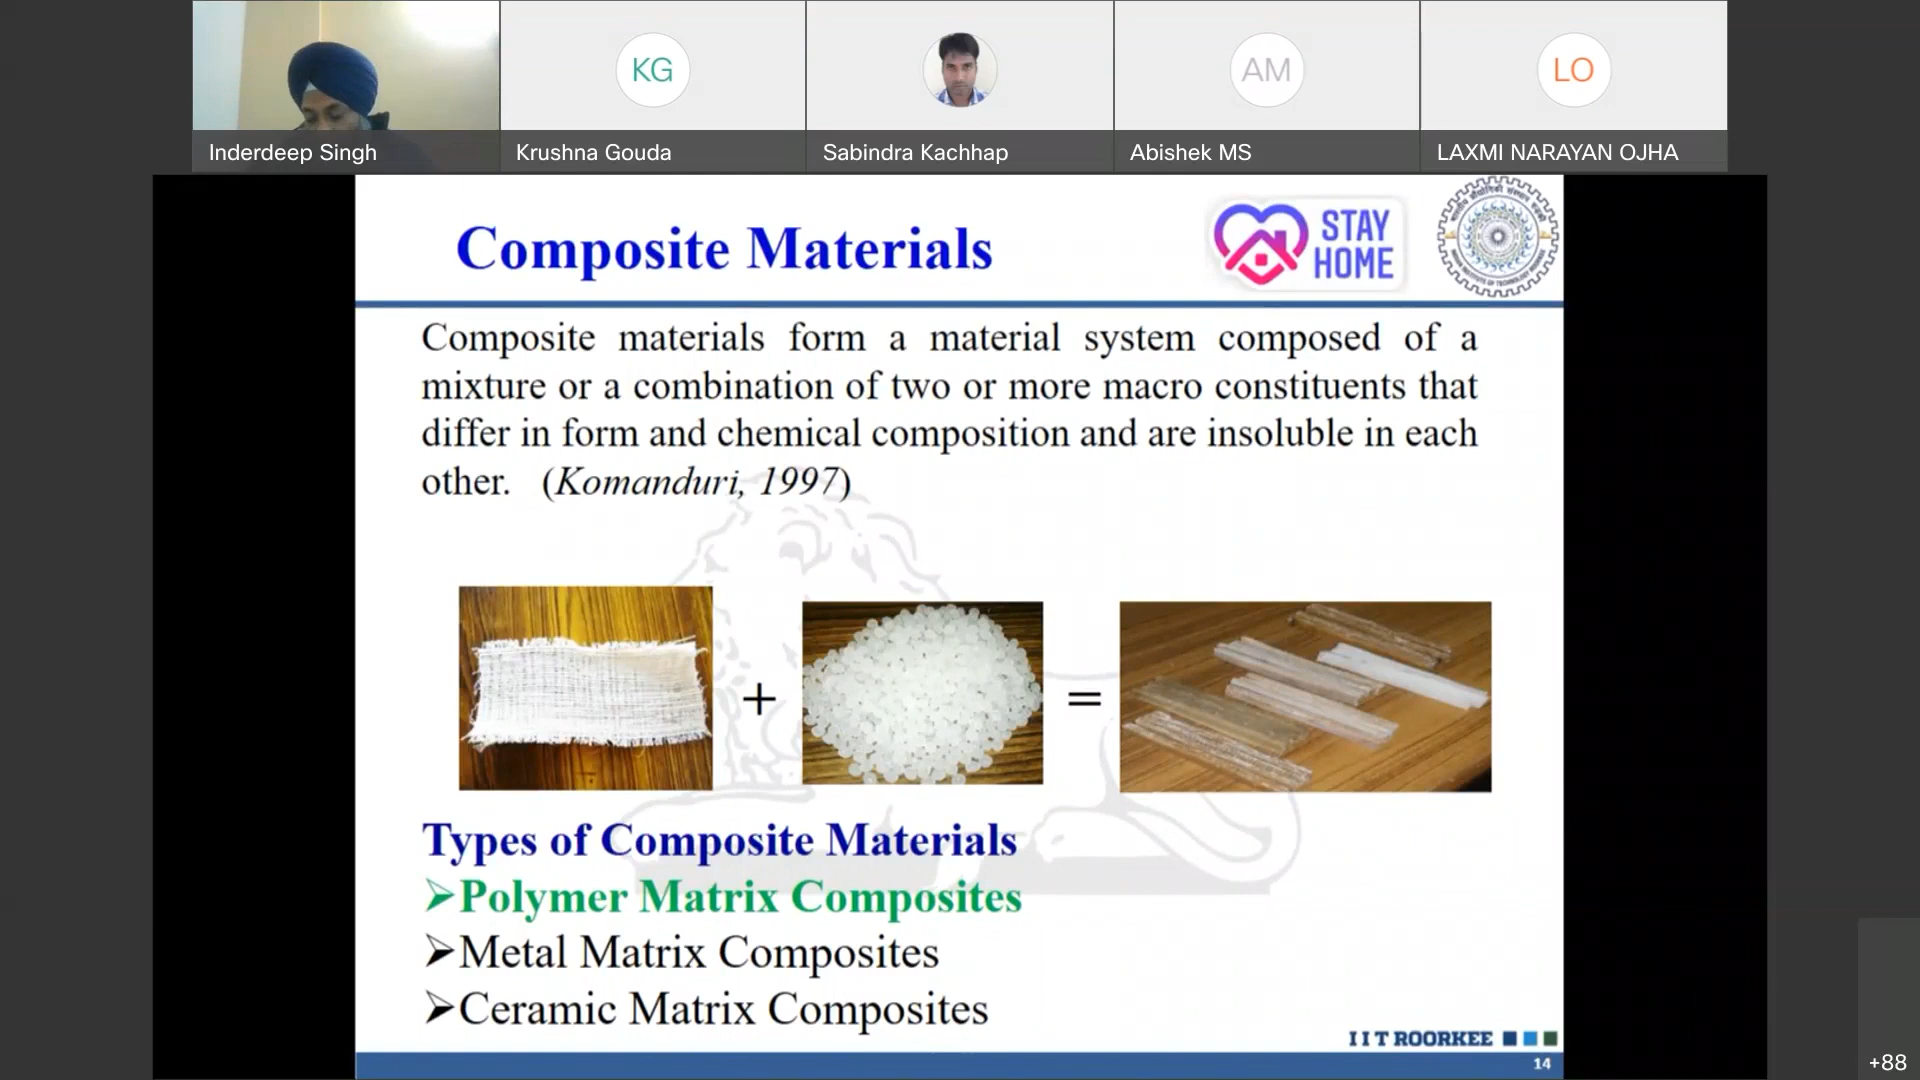 KG
AM
LO
Inderdeep Singh
Krushna Gouda
Sabindra Kachhap
Abishek MS
LAXMI NARAYAN OJHA
Composite Materials
STAY
HOME
Composite materials form a material system composed of a
mixture or a combination of two or more macro constituents that
differ in form and chemical composition and are insoluble in each
other. (Komanduri, 1997)
+
=
Types of Composite Materials
➢Polymer Matrix Composites
➢Metal Matrix Composites
➢Ceramic Matrix Composites
I I T ROORKEE
14
+88